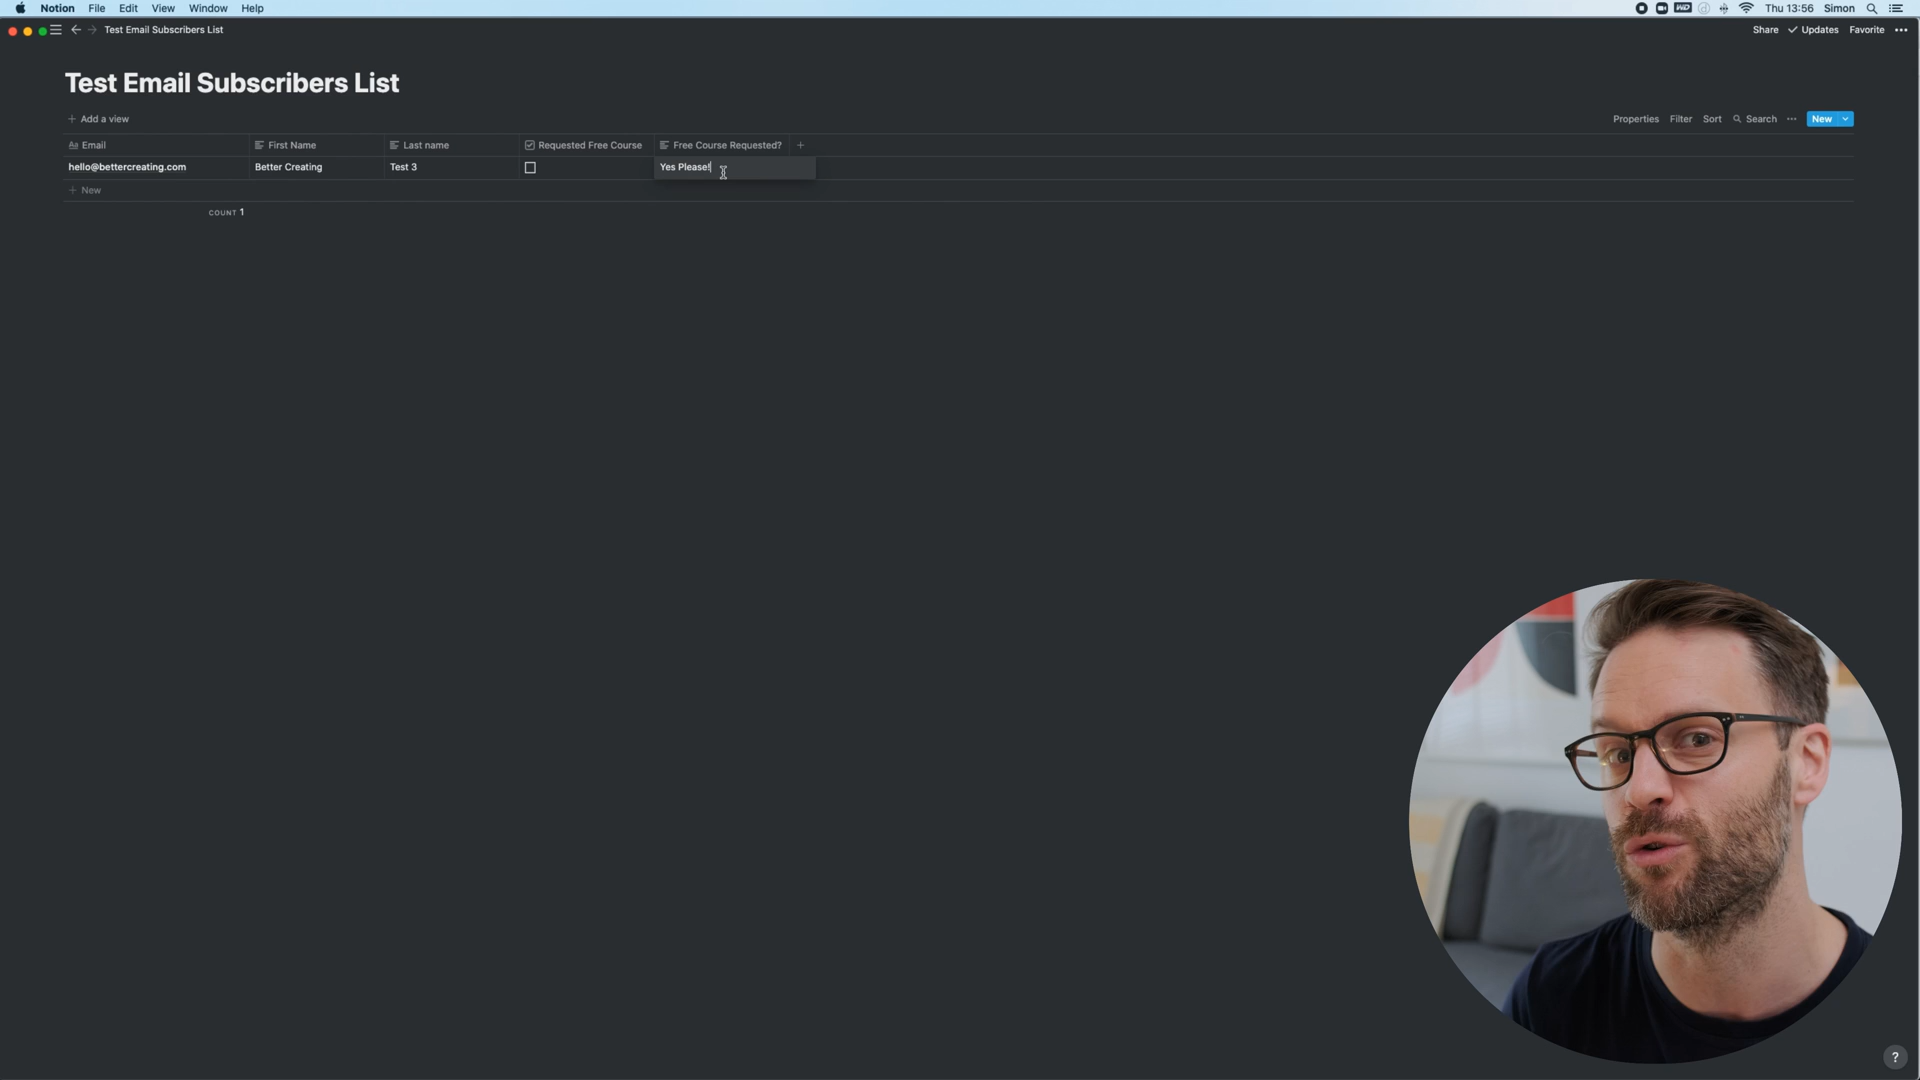 Notion File Edit View Window Help Thu 13:56 Simon
Test Email Subscribers List Share Updates Favorite
Test Email Subscribers List
Add a view Properties Filter Sort Search New
Aa Email First Name Last name Requested Free Course Free Course Requested?
hello@bettercreating.com Better Creating Test 3 Yes Please!
New
COUNT 1
?